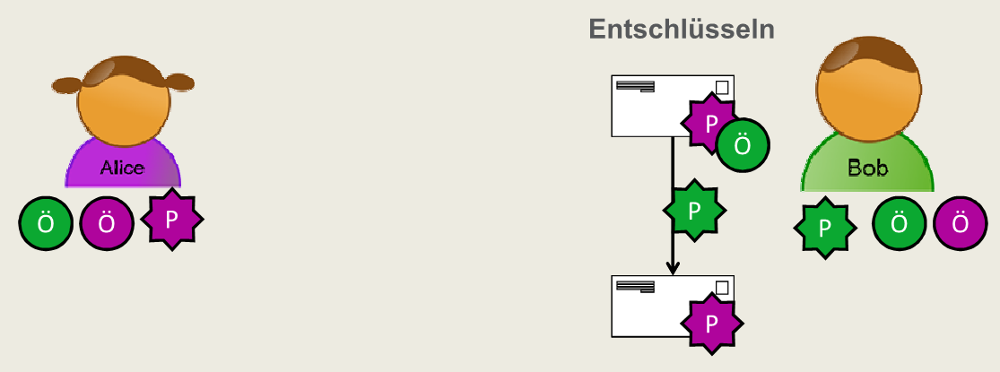 Entschlüsseln
P
Ö
Alice
Bob
Ö Ö P
P
P Ö Ö
P